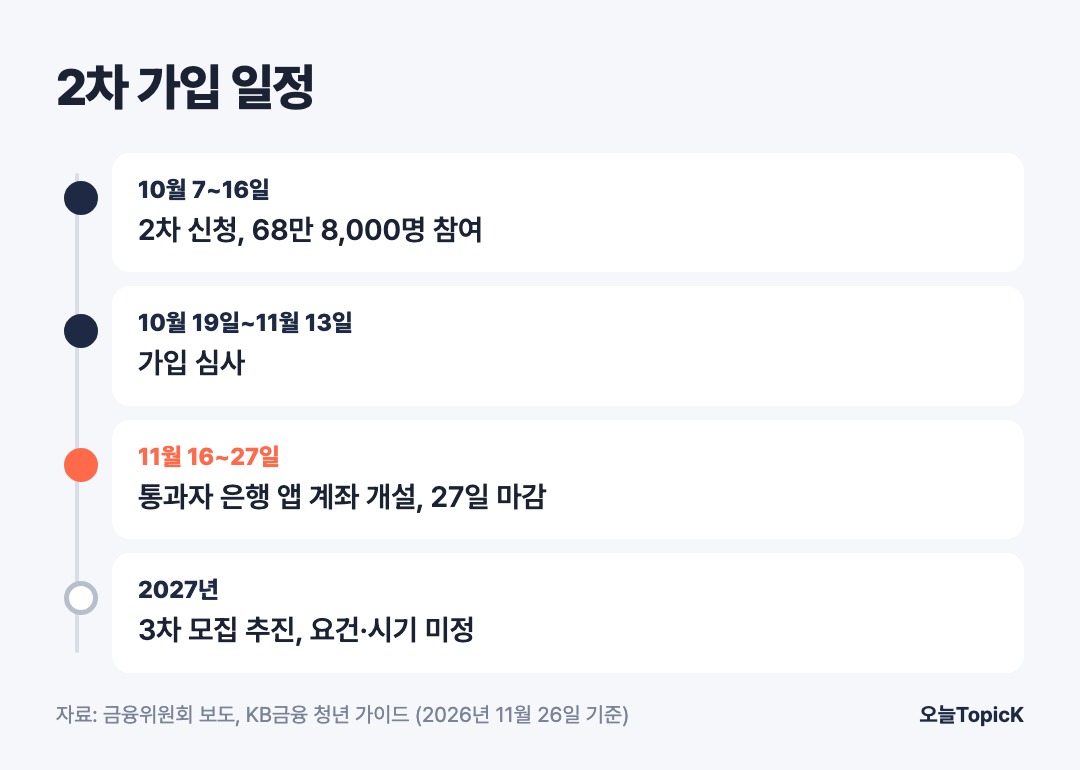 2차 가입 일정
10월 7~16일
2차 신청, 68만 8,000명 참여
10월 19일~11월 13일
가입 심사
11월 16~27일
통과자 은행 앱 계좌 개설, 27일 마감
2027년
3차 모집 추진, 요건·시기 미정
자료: 금융위원회 보도, KB금융 청년 가이드 (2026년 11월 26일 기준)
오늘TopicK